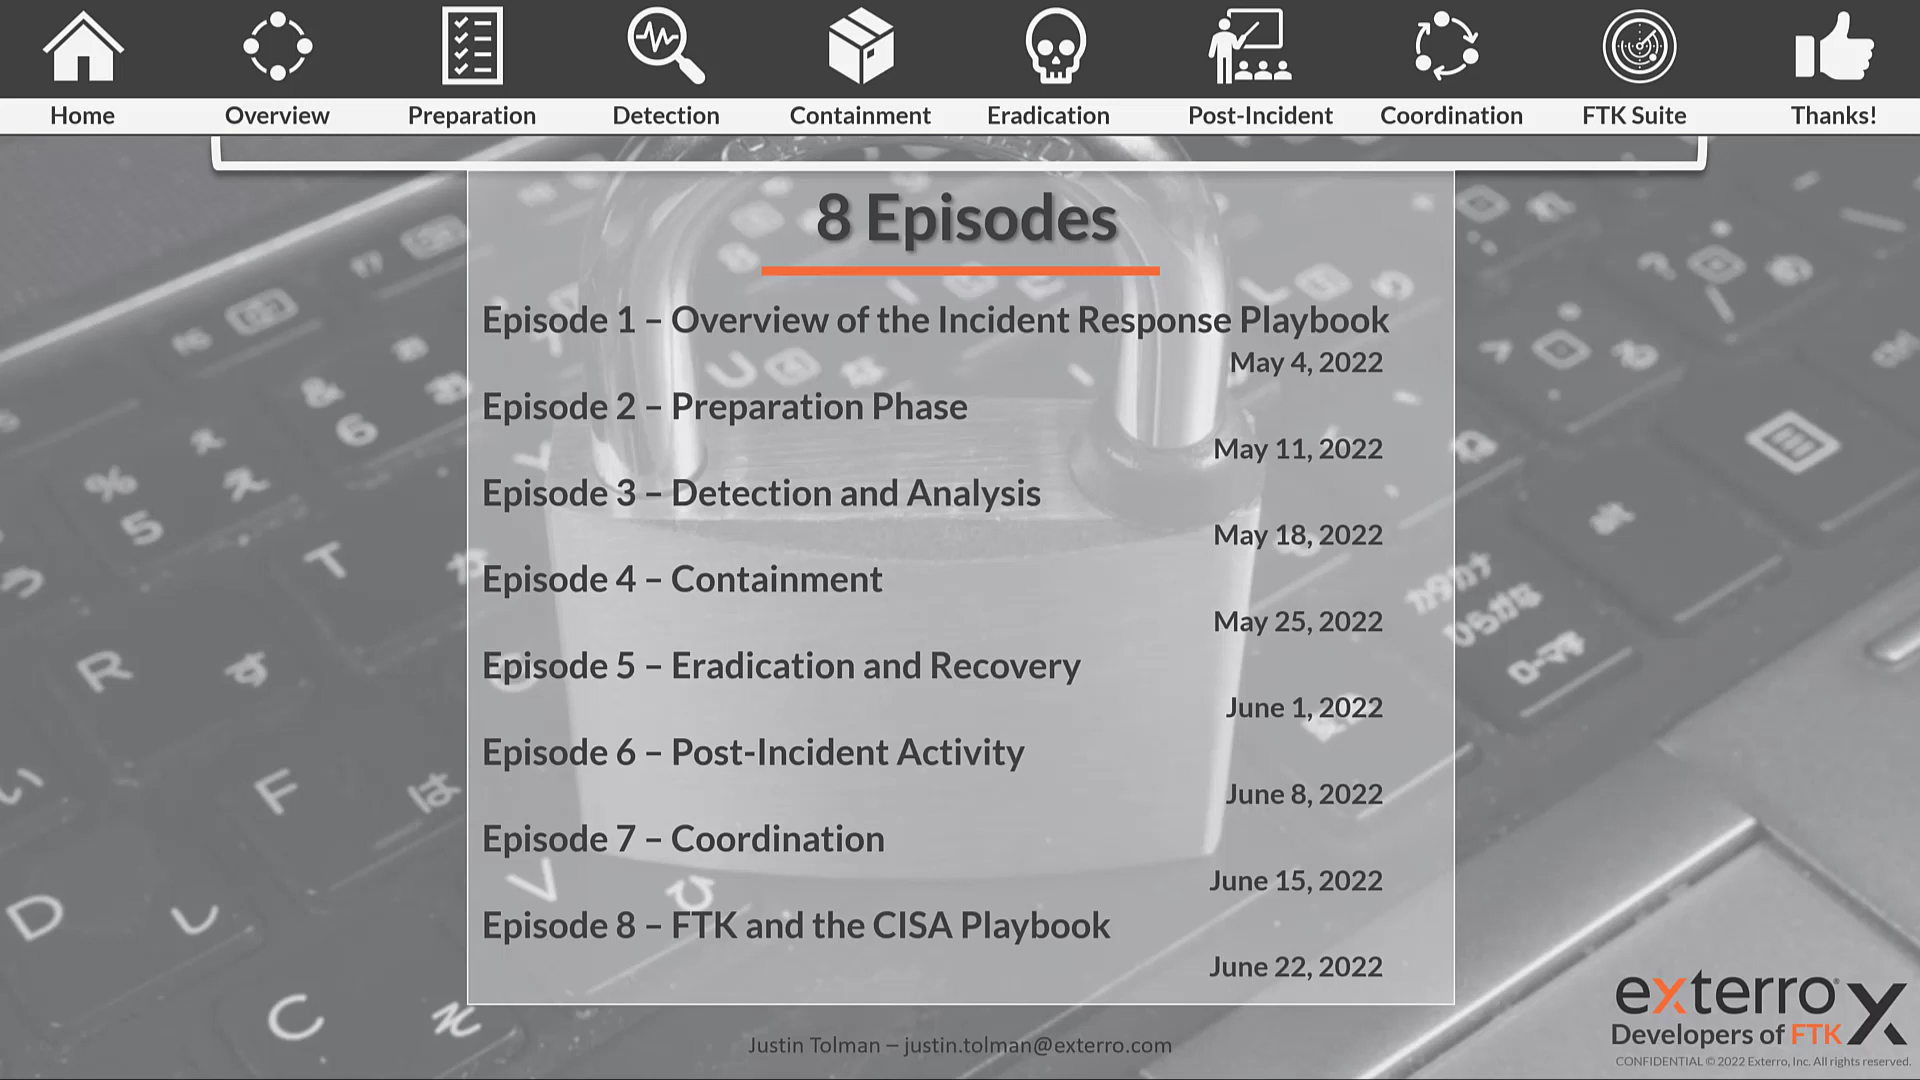 Home
Overview
Preparation
Detection
Containment
Eradication
Post-Incident
Coordination
FTK Suite
Thanks!
8 Episodes
Episode 1 – Overview of the Incident Response Playbook
May 4, 2022
Episode 2 – Preparation Phase
May 11, 2022
Episode 3 – Detection and Analysis
May 18, 2022
Episode 4 – Containment
May 25, 2022
Episode 5 – Eradication and Recovery
June 1, 2022
Episode 6 – Post-Incident Activity
June 8, 2022
Episode 7 – Coordination
June 15, 2022
Episode 8 – FTK and the CISA Playbook
June 22, 2022
Justin Tolman – justin.tolman@exterro.com
exterro® X
Developers of FTK
CONFIDENTIAL © 2022 Exterro, Inc. All rights reserved.